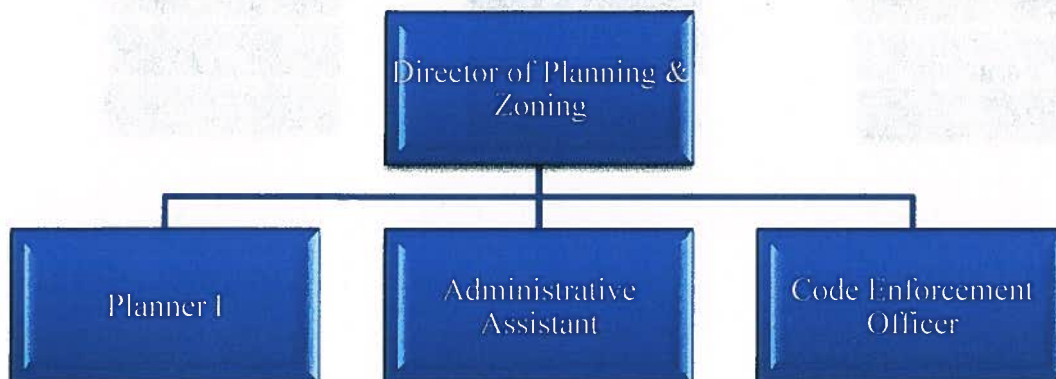 Director of Planning &
Zoning
Planner I
Administrative
Assistant
Code Enforcement
Officer